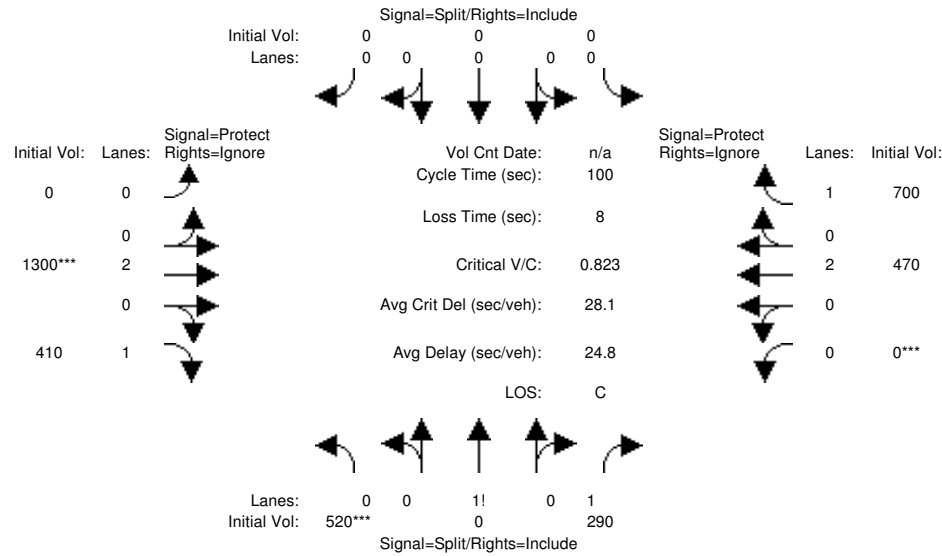 Signal=Split/Rights=Include
Initial Vol: 0 0 0
Lanes: 0 0 0 0 0
Signal=Protect Signal=Protect
Initial Vol: Lanes: Rights=Ignore Vol Cnt Date: n/a Rights=Ignore Lanes: Initial Vol:
Cycle Time (sec): 100
0 0 1 700
Loss Time (sec): 8
0 0
1300*** 2 Critical V/C: 0.823 2 470
0 Avg Crit Del (sec/veh): 28.1 0
410 1 Avg Delay (sec/veh): 24.8 0 0***
LOS: C
Lanes: 0 0 1! 0 1
Initial Vol: 520*** 0 290
Signal=Split/Rights=Include